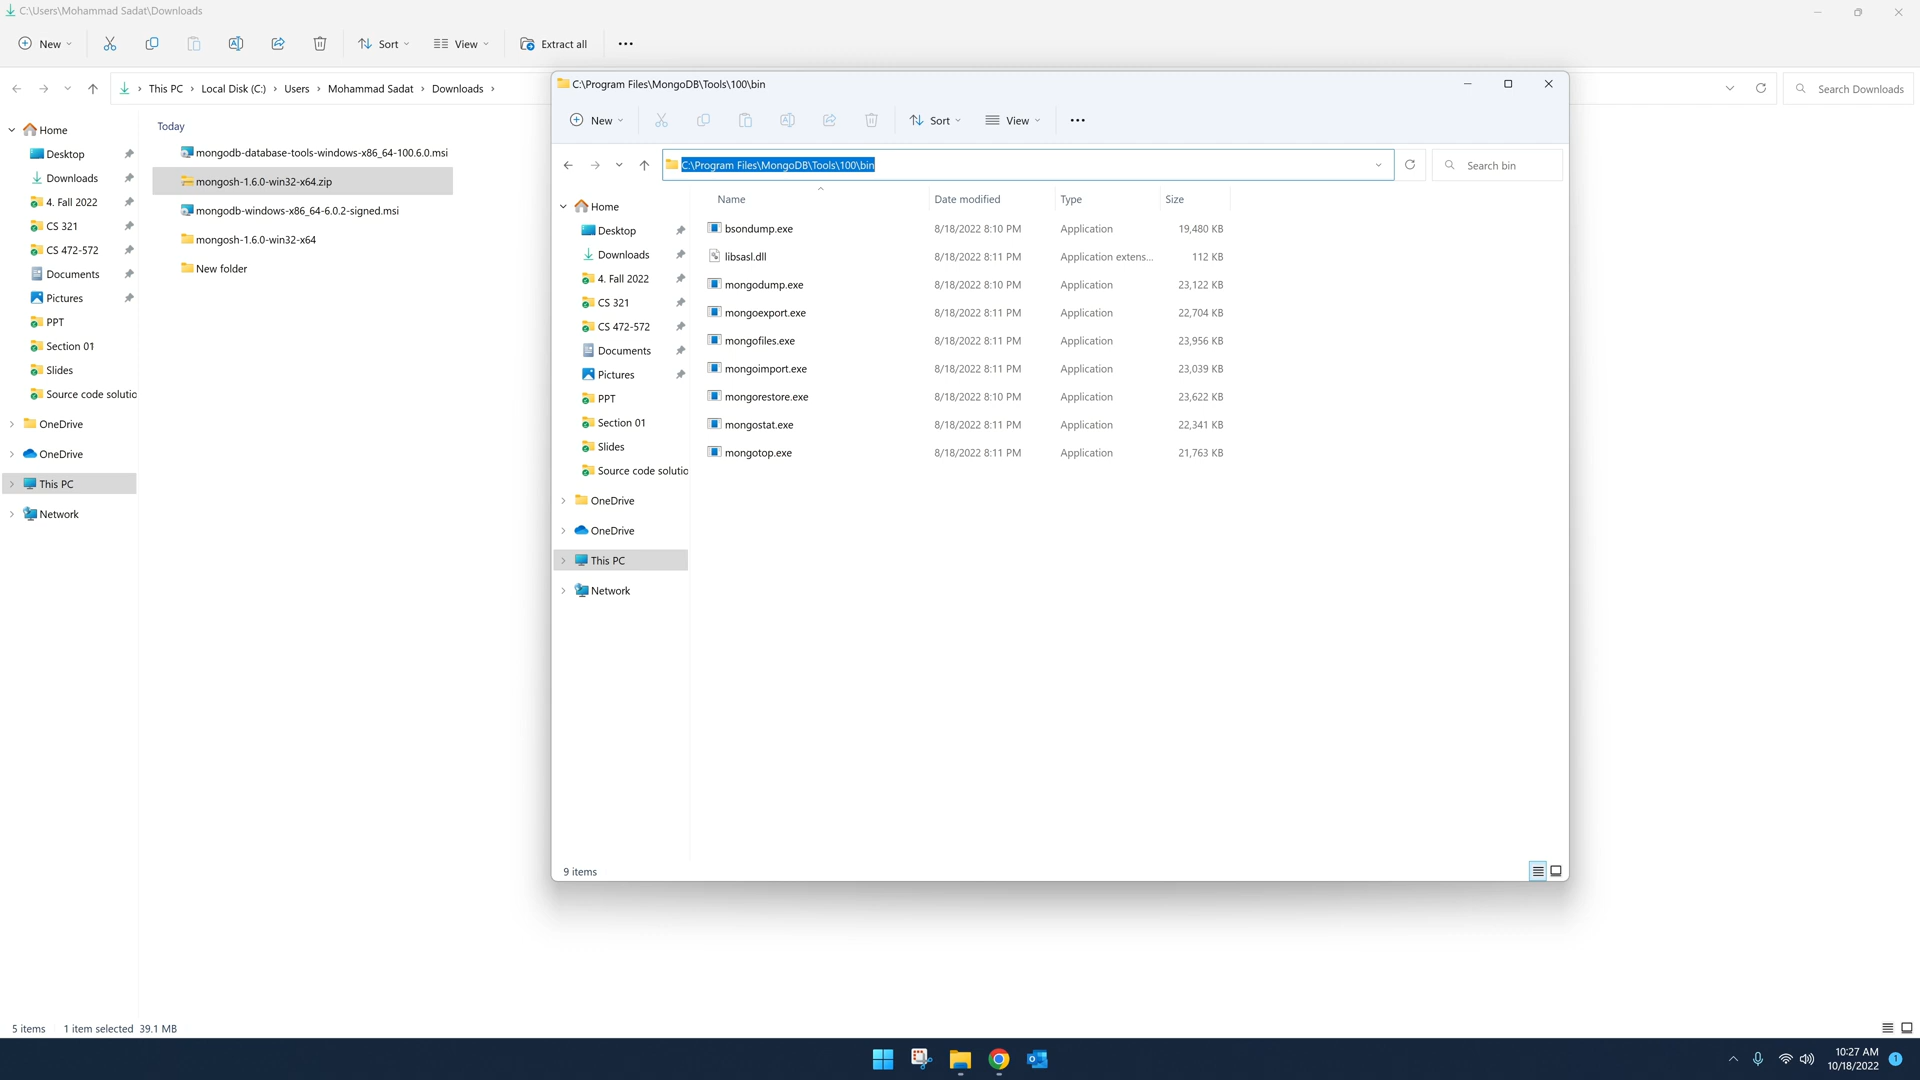 C:\Users\Mohammad Sadat\Downloads
New
Sort
View
Extract all
This PC
Local Disk (C:)
Users
Mohammad Sadat
Downloads
Search Downloads
Home
Desktop
Downloads
4. Fall 2022
CS 321
CS 472-572
Documents
Pictures
PPT
Section 01
Slides
Source code solutio
OneDrive
OneDrive
This PC
Network
Today
mongodb-database-tools-windows-x86_64-100.6.0.msi
mongosh-1.6.0-win32-x64.zip
mongodb-windows-x86_64-6.0.2-signed.msi
mongosh-1.6.0-win32-x64
New folder
C:\Program Files\MongoDB\Tools\100\bin
New
Sort
View
C:\Program Files\MongoDB\Tools\100\bin
Search bin
Home
Desktop
Downloads
4. Fall 2022
CS 321
CS 472-572
Documents
Pictures
PPT
Section 01
Slides
Source code solutio
OneDrive
OneDrive
This PC
Network
Name Date modified Type Size
bsondump.exe 8/18/2022 8:10 PM Application 19,480 KB
libsasl.dll 8/18/2022 8:11 PM Application extens... 112 KB
mongodump.exe 8/18/2022 8:10 PM Application 23,122 KB
mongoexport.exe 8/18/2022 8:11 PM Application 22,704 KB
mongofiles.exe 8/18/2022 8:11 PM Application 23,956 KB
mongoimport.exe 8/18/2022 8:11 PM Application 23,039 KB
mongorestore.exe 8/18/2022 8:10 PM Application 23,622 KB
mongostat.exe 8/18/2022 8:11 PM Application 22,341 KB
mongotop.exe 8/18/2022 8:11 PM Application 21,763 KB
9 items
5 items 1 item selected 39.1 MB
10:27 AM
10/18/2022
1